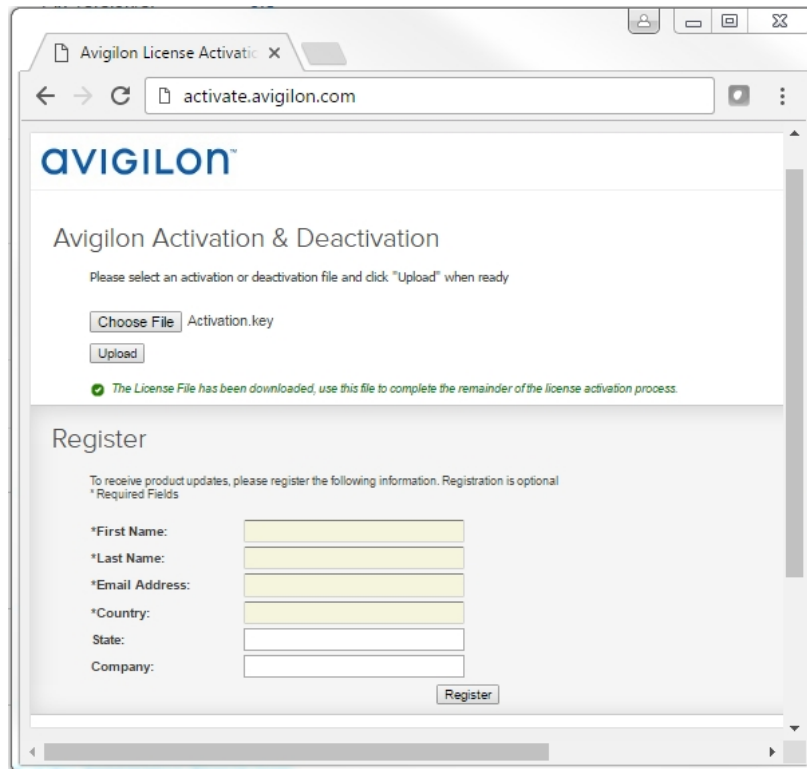 Avigilon License Activatio
activate.avigilon.com
avigilon™
Avigilon Activation & Deactivation
Please select an activation or deactivation file and click "Upload" when ready
Choose File Activation.key
Upload
The License File has been downloaded, use this file to complete the remainder of the license activation process.
Register
To receive product updates, please register the following information. Registration is optional
* Required Fields
*First Name:
*Last Name:
*Email Address:
*Country:
State:
Company:
Register